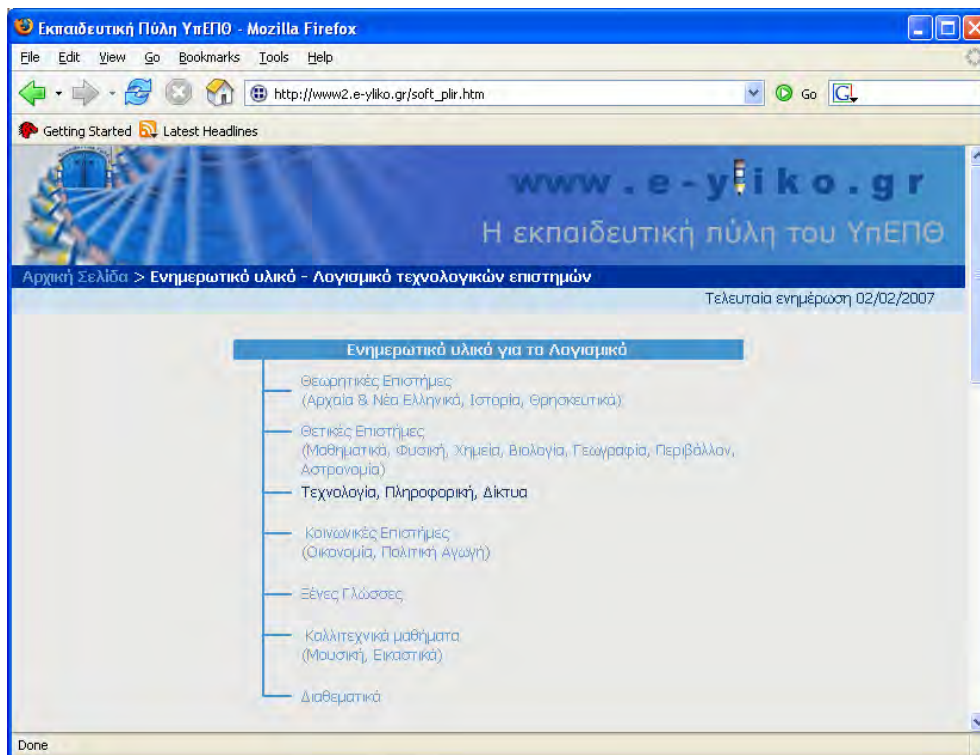 Εκπαιδευτική Πύλη ΥπΕΠΘ - Mozilla Firefox
File Edit View Go Bookmarks Tools Help
http://www2.e-yliko.gr/soft_plir.htm Go G
Getting Started Latest Headlines
www.e-yliko.gr
Η εκπαιδευτική πύλη του ΥπΕΠΘ
Αρχική Σελίδα > Ενημερωτικό υλικό - Λογισμικό τεχνολογικών επιστημών
Τελευταία ενημέρωση 02/02/2007
Ενημερωτικό υλικό για το Λογισμικό
Θεωρητικές Επιστήμες
(Αρχαία & Νέα Ελληνικά, Ιστορία, Θρησκευτικά)
Θετικές Επιστήμες
(Μαθηματικά, Φυσική, Χημεία, Βιολογία, Γεωγραφία, Περιβάλλον,
Αστρονομία)
Τεχνολογία, Πληροφορική, Δίκτυα
Κοινωνικές Επιστήμες
(Οικονομία, Πολιτική Αγωγή)
Ξένες Γλώσσες
Καλλιτεχνικά μαθήματα
(Μουσική, Εικαστικά)
Διαθεματικά
Done